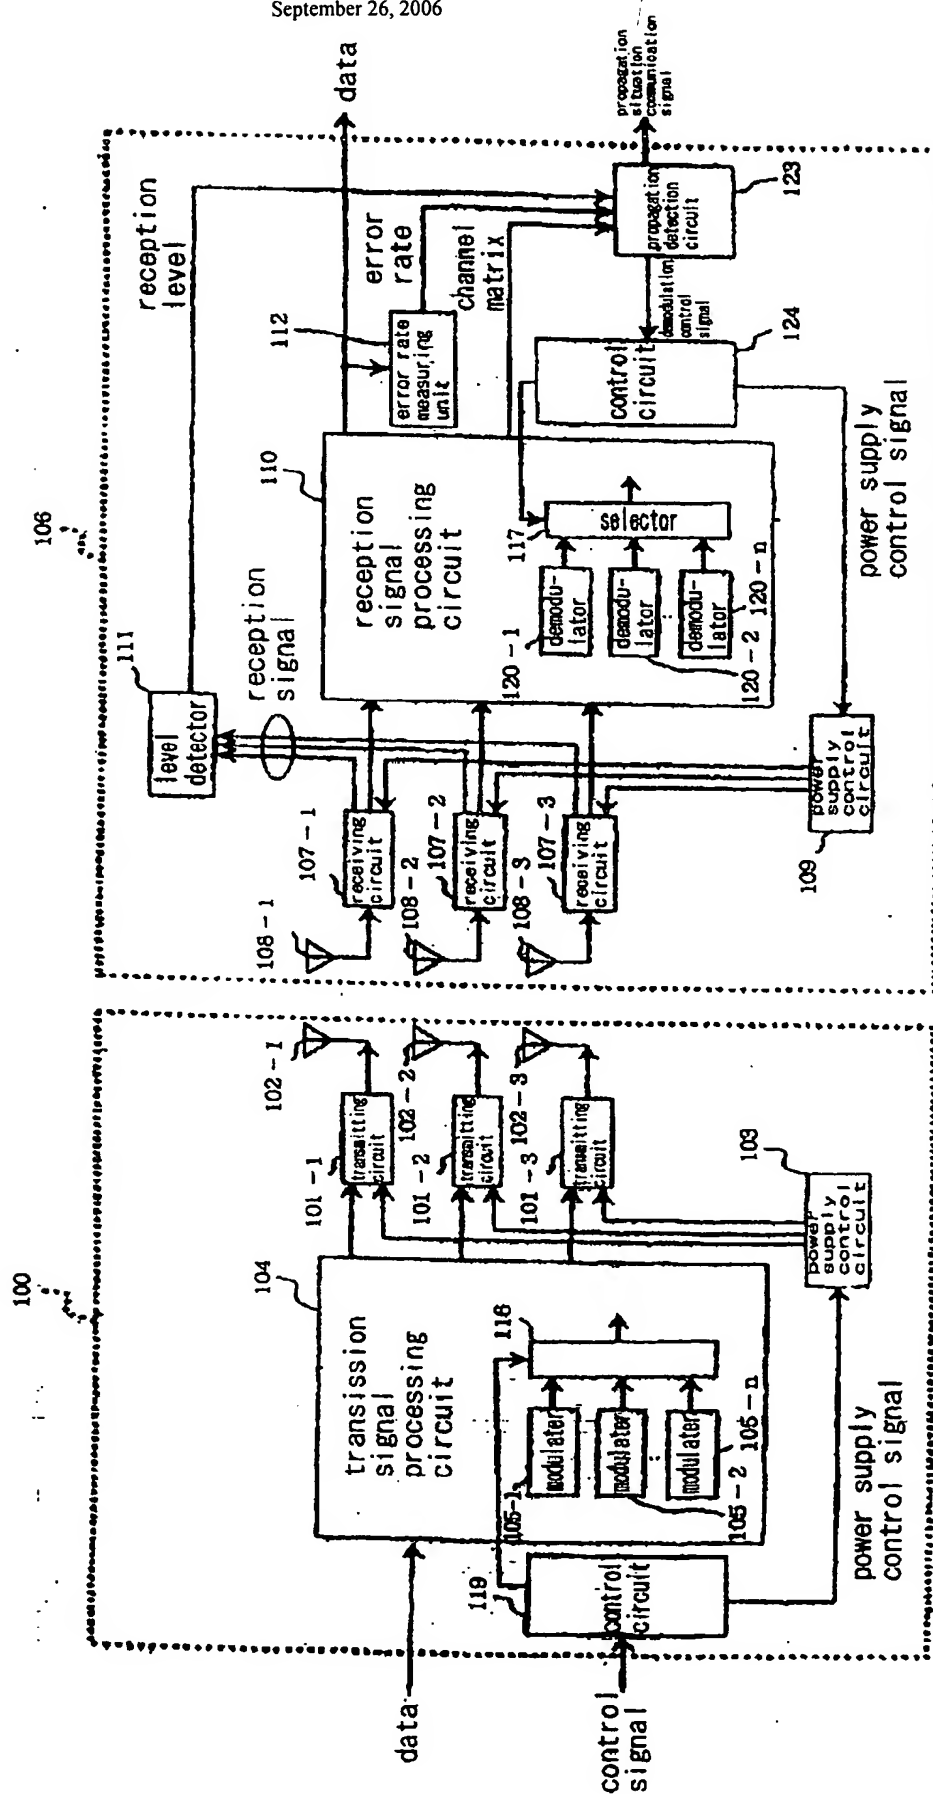 September 26, 2006
100
data
control
signal
119
control
circuit
104
transission
signal
processing
circuit
105-1
modulater
modulater
modulater
105-2
105-n
118
power supply
control signal
103
power
supply
control
circuit
101-1
transmitting
circuit
102-1
101-2
transmitting
circuit
102-2
101-3
transmitting
circuit
102-3
106
108-1
107-1
receiving
circuit
108-2
107-2
receiving
circuit
108-3
107-3
receiving
circuit
109
power
supply
control
circuit
111
level
detector
reception
signal
reception
level
110
reception
signal
processing
circuit
120-1
demodu-
lator
demodu-
lator
demodu-
lator
120-2
120-n
117
selector
112
error rate
measuring
unit
error
rate
channel
matrix
data
control
circuit
124
demodulation
control
signal
propagation
detection
circuit
123
propagation
situation
communication
signal
power supply
control signal